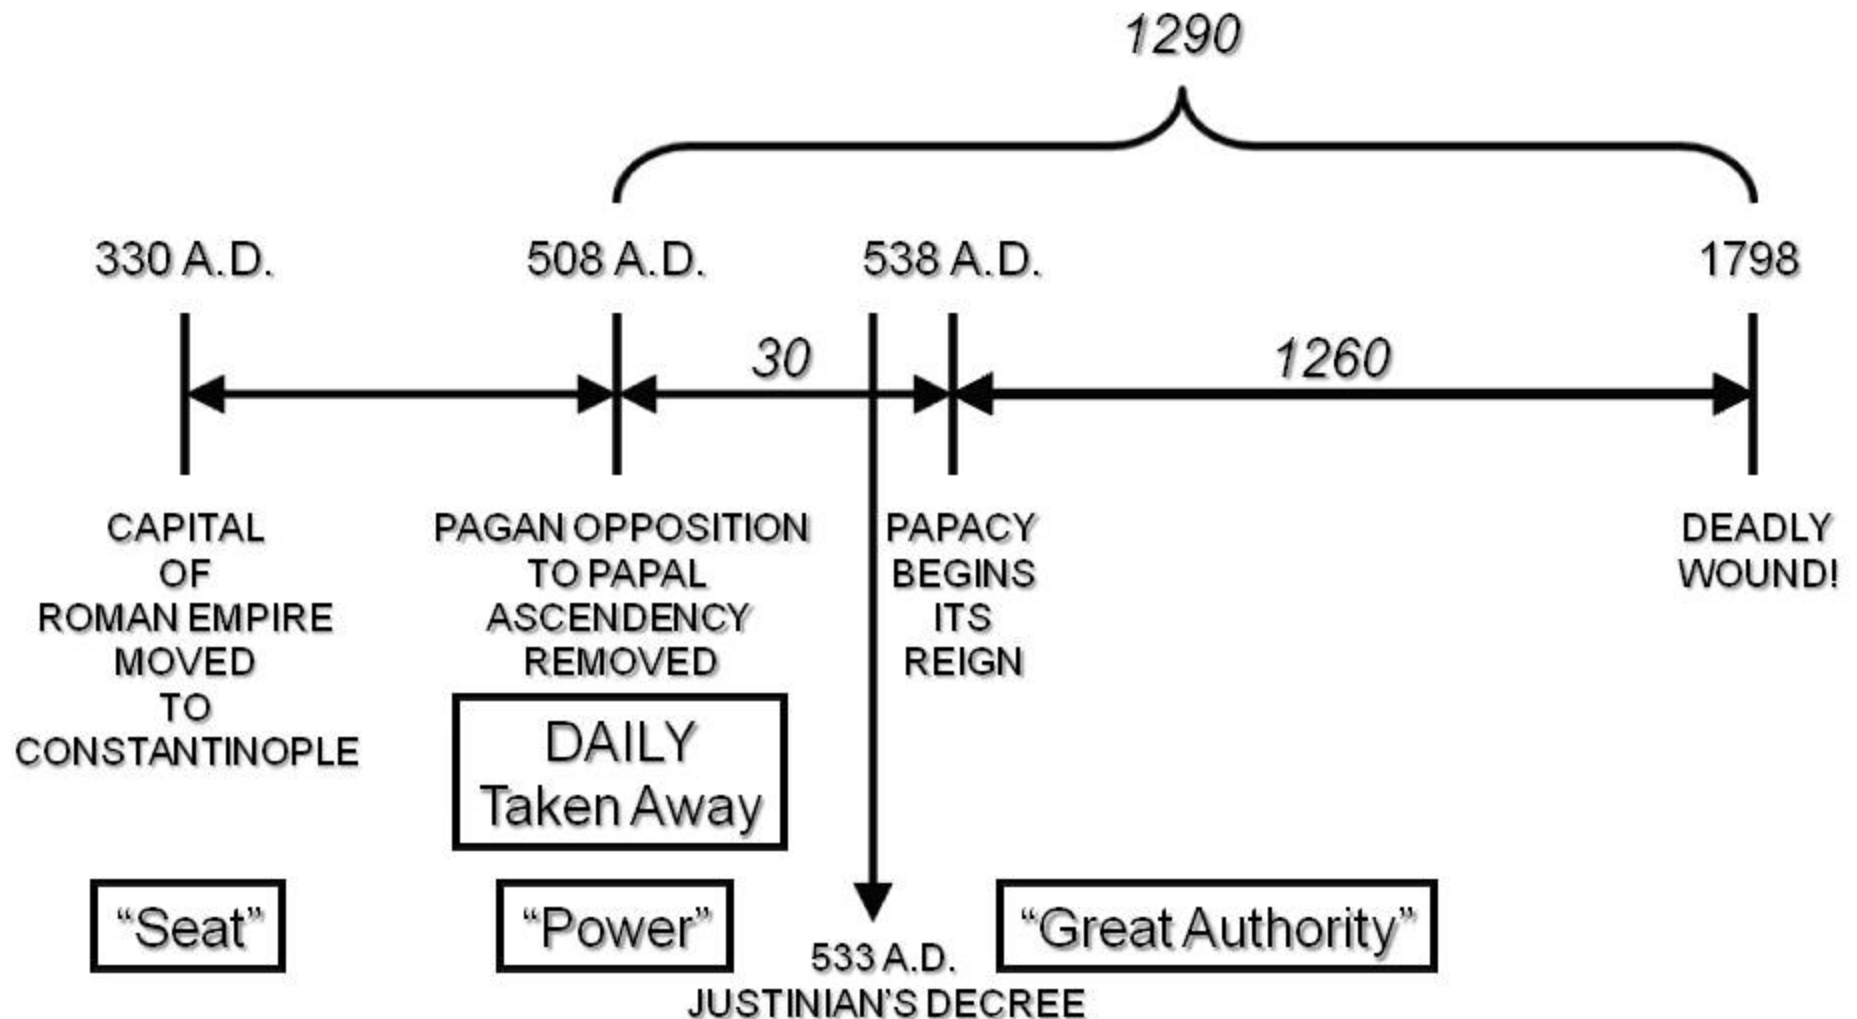 1290
330 A.D.
508 A.D.
538 A.D.
1798
30
1260
CAPITAL
OF
ROMAN EMPIRE
MOVED
TO
CONSTANTINOPLE
PAGAN OPPOSITION
TO PAPAL
ASCENDENCY
REMOVED
DAILY
Taken Away
PAPACY
BEGINS
ITS
REIGN
DEADLY
WOUND!
“Seat”
“Power”
533 A.D.
JUSTINIAN’S DECREE
“Great Authority”